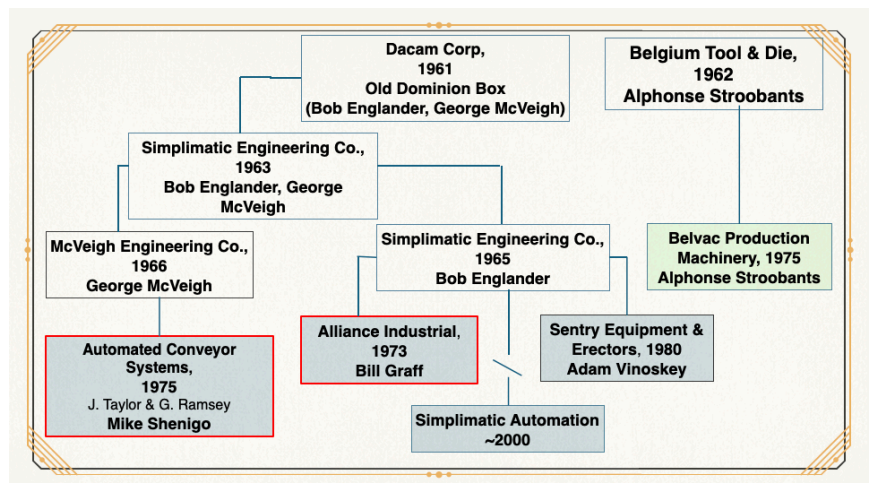 Dacam Corp,
1961
Old Dominion Box
(Bob Englander, George McVeigh)
Belgium Tool & Die,
1962
Alphonse Stroobants
Simplimatic Engineering Co.,
1963
Bob Englander, George
McVeigh
McVeigh Engineering Co.,
1966
George McVeigh
Simplimatic Engineering Co.,
1965
Bob Englander
Belvac Production
Machinery, 1975
Alphonse Stroobants
Automated Conveyor
Systems,
1975
J. Taylor & G. Ramsey
Mike Shenigo
Alliance Industrial,
1973
Bill Graff
Sentry Equipment &
Erectors, 1980
Adam Vinoskey
Simplimatic Automation
~2000